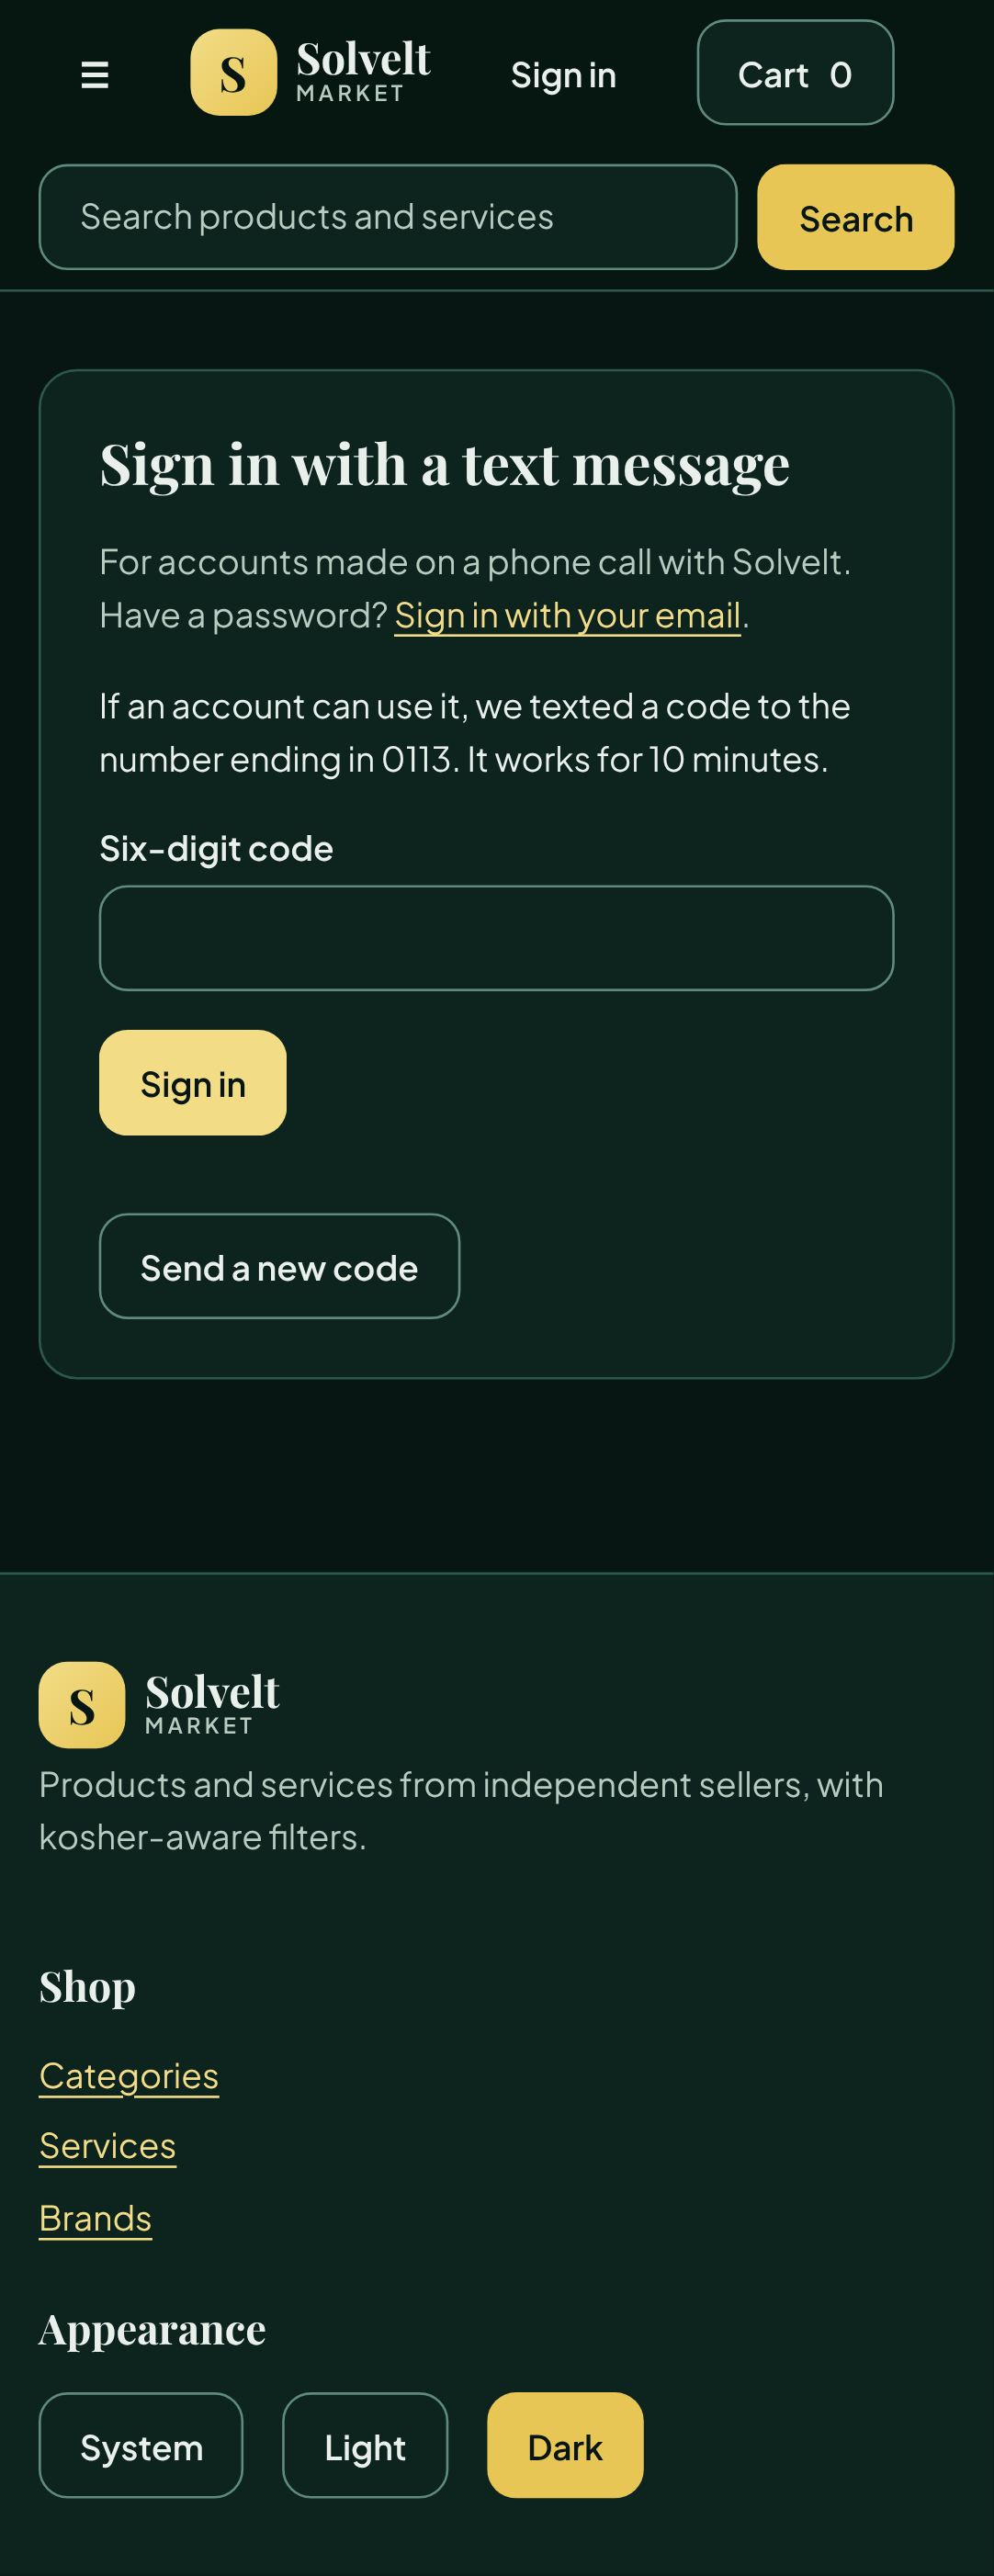 ☰
S
Solvelt
MARKET
Sign in
Cart 0
Search products and services
Search
Sign in with a text message
For accounts made on a phone call with Solvelt.
Have a password? Sign in with your email.
If an account can use it, we texted a code to the
number ending in 0113. It works for 10 minutes.
Six-digit code
Sign in
Send a new code
S
Solvelt
MARKET
Products and services from independent sellers, with
kosher-aware filters.
Shop
Categories
Services
Brands
Appearance
System
Light
Dark